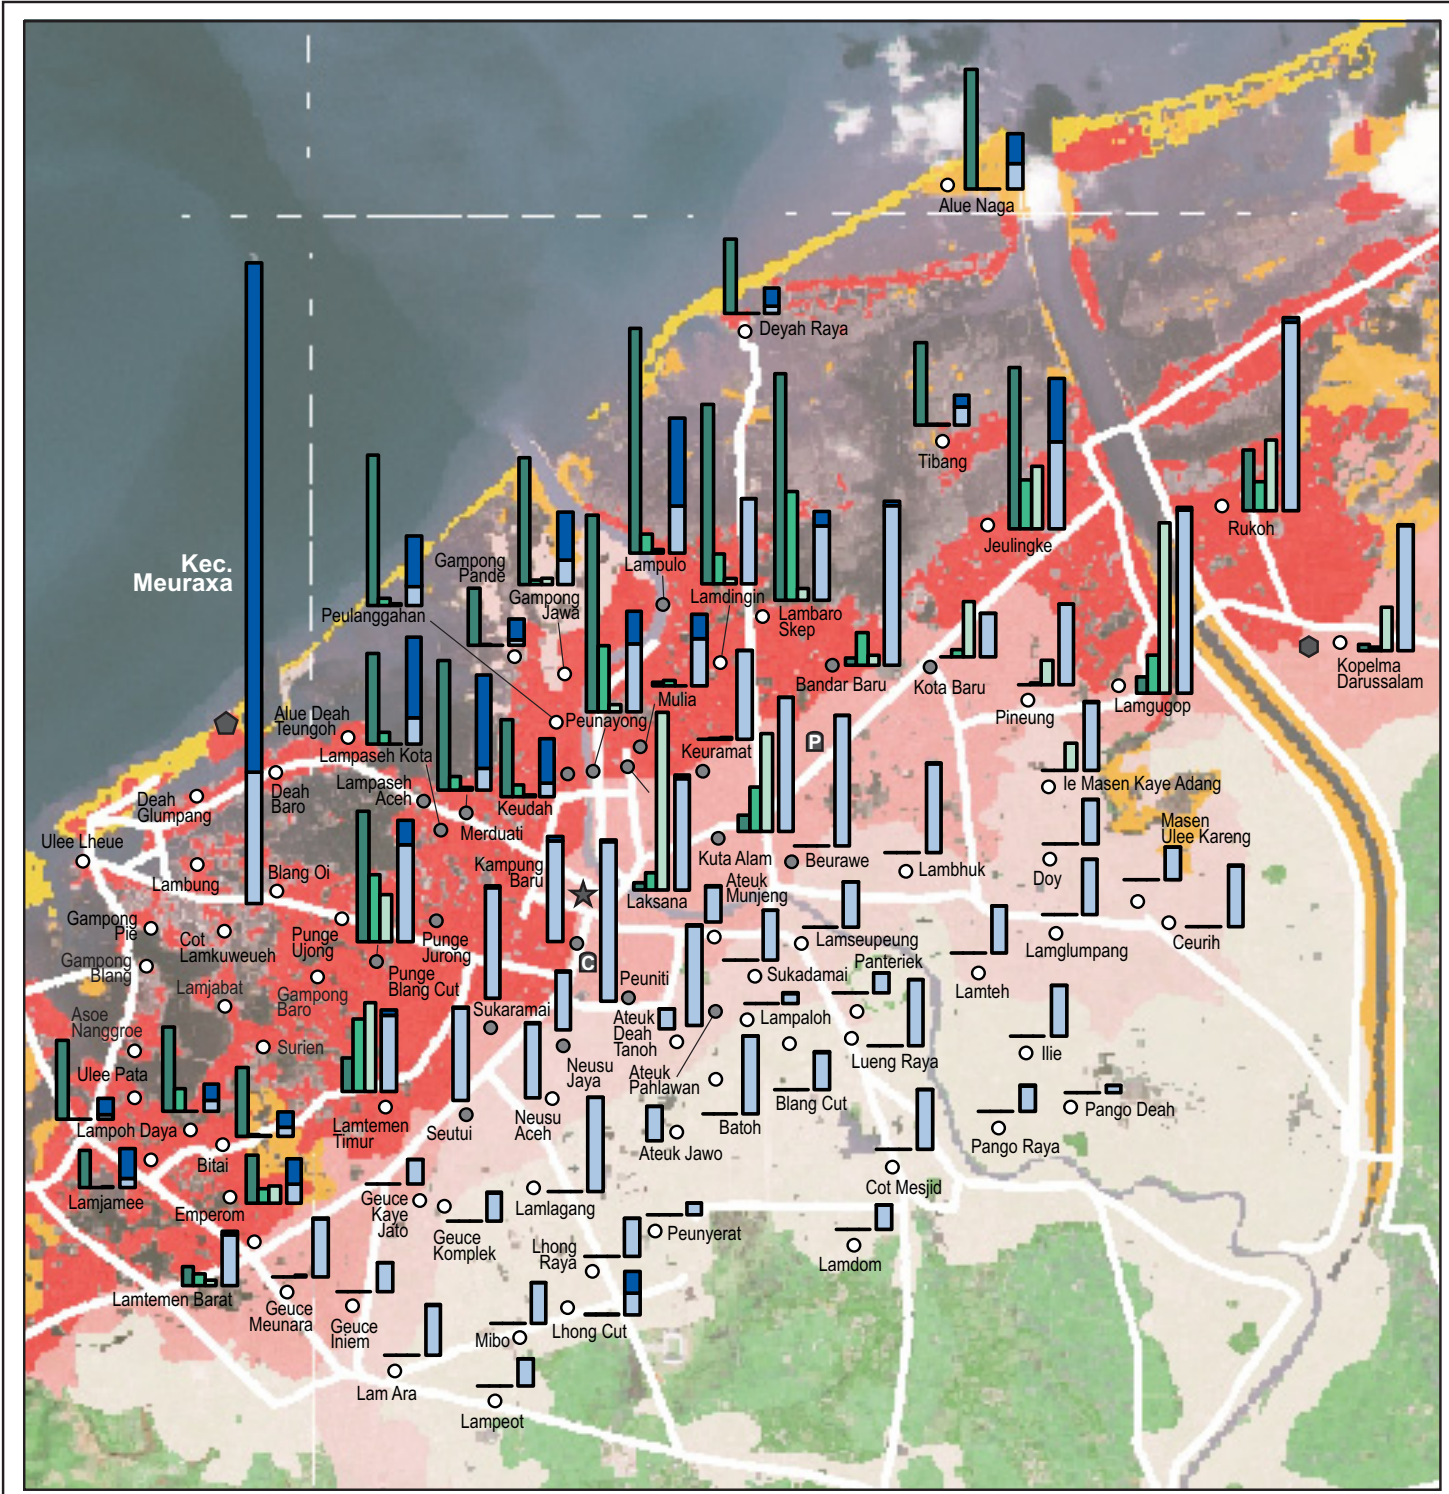 Alue Naga
Deyah Raya
Tibang
Kec.
Meuraxa
Gampong
Pande
Gampong
Jawa
Lampulo
Lamdingin
Lambaro
Skep
Jeulingke
Rukoh
Peulanggahan
Kopelma
Darussalam
Bandar Baru
Kota Baru
Pineung
Lamgugop
Mulia
Peunayong
Keuramat
P
Alue Deah
Teungoh
Lampaseh Kota
Lampaseh
Aceh
Deah
Baro
Deah
Glumpang
Keudah
Merduati
Ie Masen Kaye Adang
Masen
Ulee Kareng
Ulee Lheue
Lambung
Blang Oi
Kampung
Baru
Laksana
Kuta Alam
Beurawe
Lambhuk
Doy
Ateuk
Munjeng
Gampong
Pie
Cot
Lamkuweueh
Punge
Ujong
Punge
Jurong
Punge
Blang Cut
C
Lamseupeung
Lamglumpang
Ceurih
Gampong
Blang
Lamjabat
Gampong
Baro
Sukaramai
Peuniti
Sukadamai
Panteriek
Lamteh
Asoe
Nanggroe
Surien
Ateuk
Deah
Tanoh
Lampaloh
Lueng Raya
Ilie
Ulee Pata
Neusu
Jaya
Ateuk
Pahlawan
Neusu
Aceh
Blang Cut
Pango Deah
Lampoh Daya
Bitai
Lamtemen
Timur
Seutui
Batoh
Ateuk Jawo
Pango Raya
Lamjamee
Emperom
Geuce
Kaye
Jato
Geuce
Komplek
Lamlagang
Peunyerat
Cot Mesjid
Lhong
Raya
Lamdom
Lamtemen Barat
Geuce
Meunara
Geuce
Iniem
Mibo
Lhong Cut
Lam Ara
Lampeot